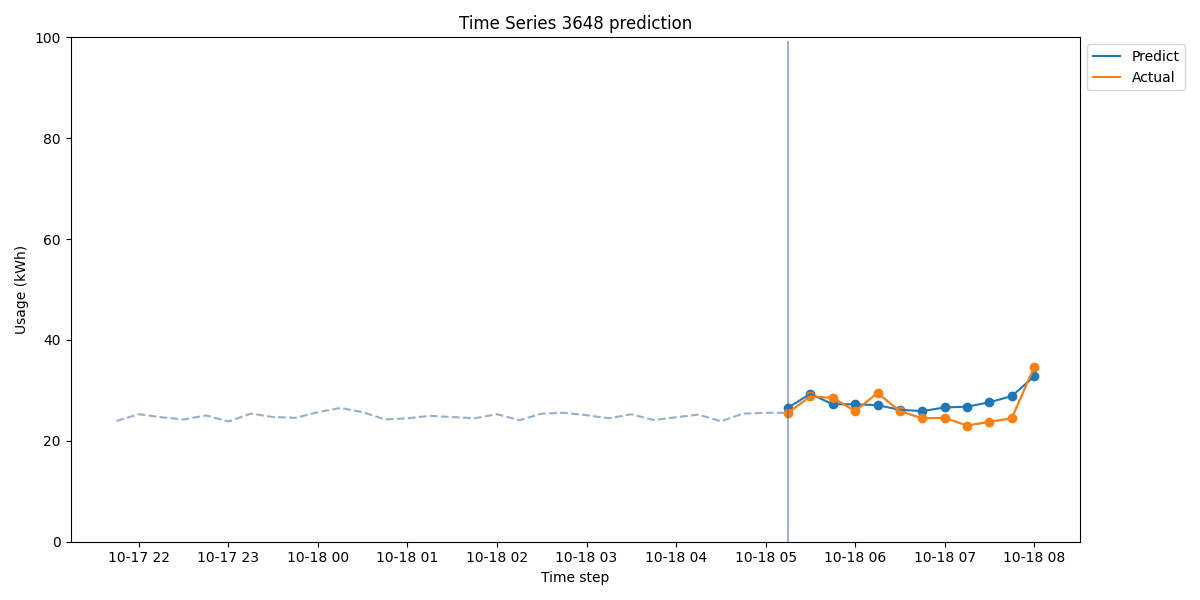 Time Series 3648 prediction
100
80
60
40
20
0
Usage (kWh)
10-17 22 10-17 23 10-18 00 10-18 01 10-18 02 10-18 03 10-18 04 10-18 05 10-18 06 10-18 07 10-18 08
Time step
Predict
Actual